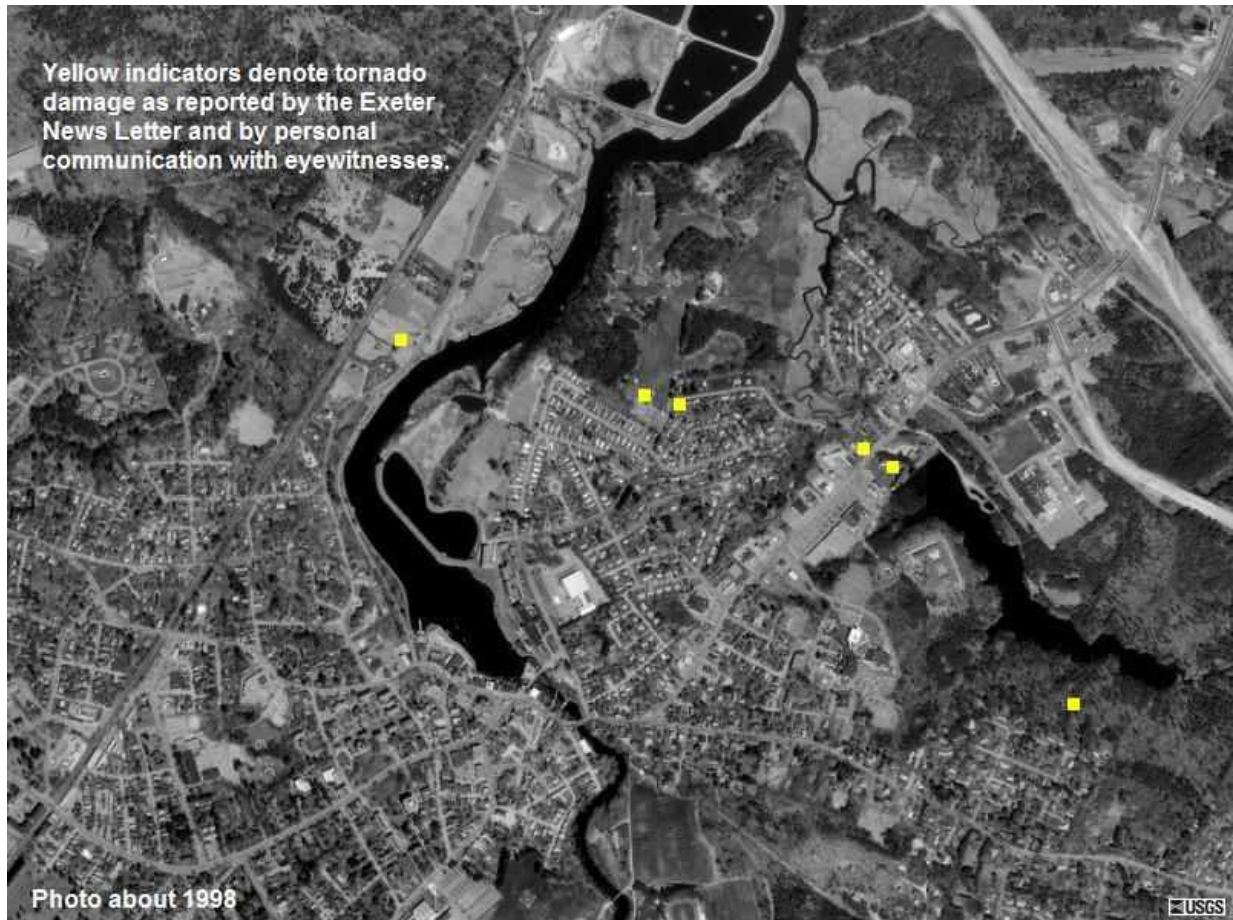 Yellow indicators denote tornado
damage as reported by the Exeter
News Letter and by personal
communication with eyewitnesses.
Photo about 1998
USGS